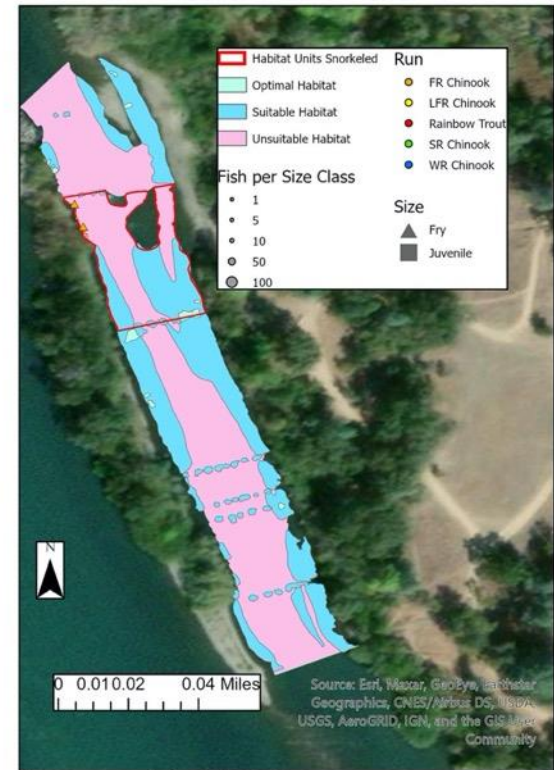 Habitat Units Snorkeled
Optimal Habitat
Suitable Habitat
Unsuitable Habitat
Fish per Size Class
1
5
10
50
100
Run
FR Chinook
LFR Chinook
Rainbow Trout
SR Chinook
WR Chinook
Size
Fry
Juvenile
N
0 0.010.02 0.04 Miles
Source: Esri, Maxar, GeoEye, Earthstar
Geographics, CNES/Airbus DS, USDA,
USGS, AeroGRID, IGN, and the GIS User
Community